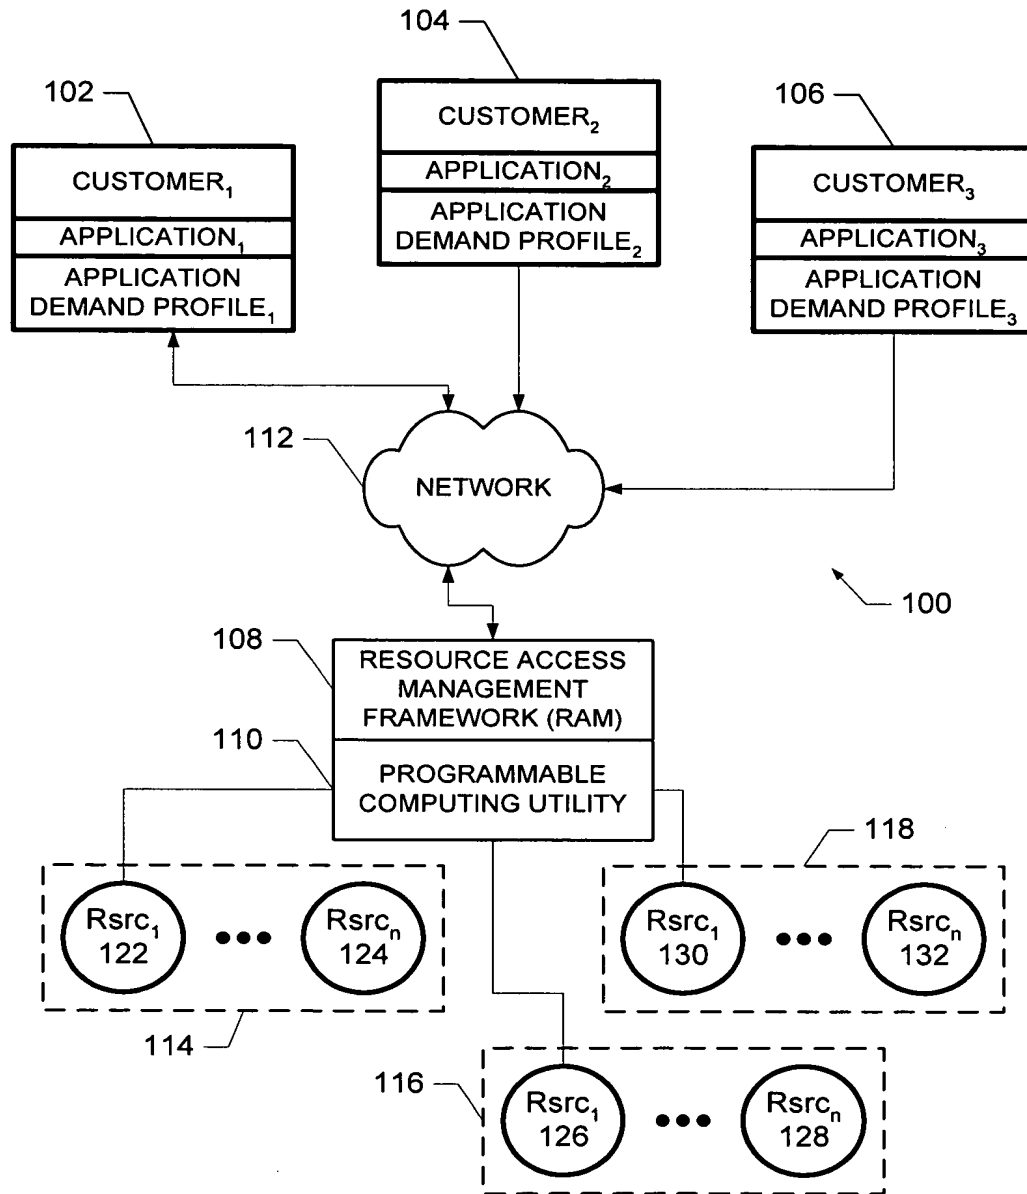 104
102
106
CUSTOMER₂
APPLICATION₂
APPLICATION
DEMAND PROFILE₂
CUSTOMER₁
APPLICATION₁
APPLICATION
DEMAND PROFILE₁
CUSTOMER₃
APPLICATION₃
APPLICATION
DEMAND PROFILE₃
112
NETWORK
100
108
RESOURCE ACCESS
MANAGEMENT
FRAMEWORK (RAM)
110
PROGRAMMABLE
COMPUTING UTILITY
118
Rsrc₁
122
Rsrcₙ
124
Rsrc₁
130
Rsrcₙ
132
114
116
Rsrc₁
126
Rsrcₙ
128